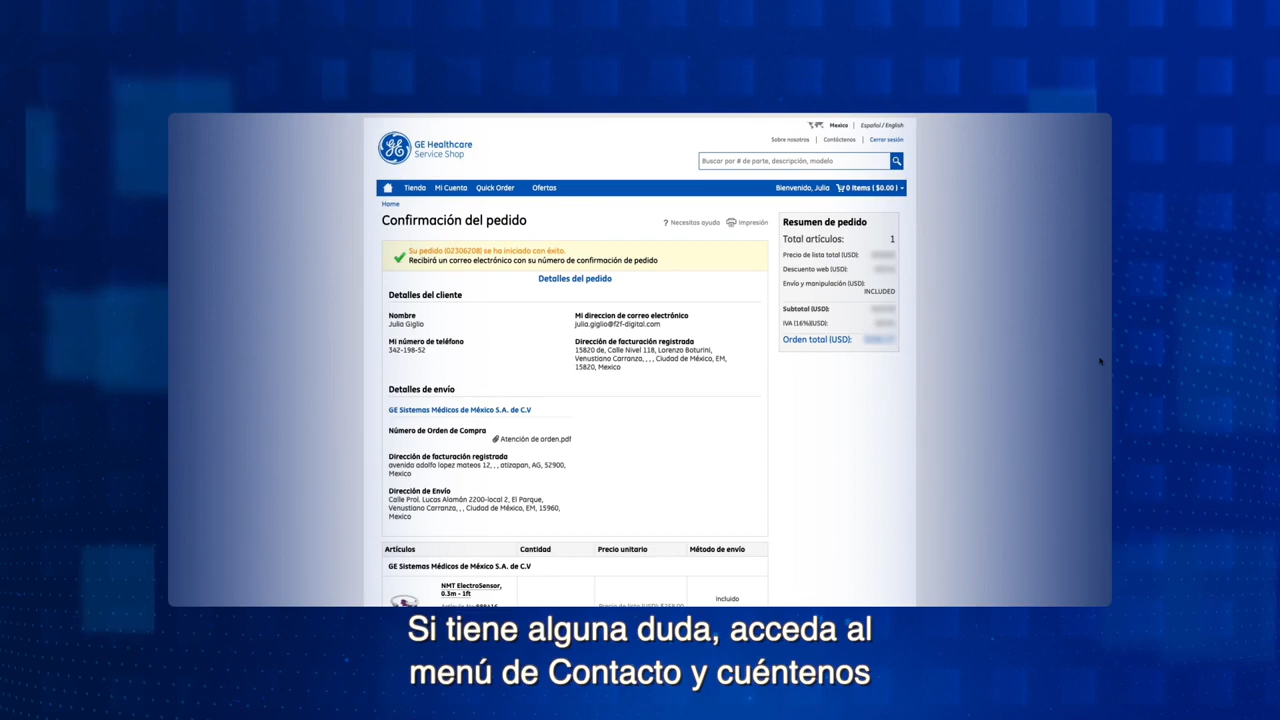 Mexico | Español / English
Sobre nosotros | Contáctenos | Cerrar sesión
GE Healthcare
Service Shop
Buscar por # de parte, descripción, modelo
Tienda Mi Cuenta Quick Order Ofertas Bienvenido, Julia 0 Items ( $0.00 )
Home
Confirmación del pedido
? Necesitas ayuda Impresión
Su pedido (02306208) se ha iniciado con éxito.
Recibirá un correo electrónico con su número de confirmación de pedido
Detalles del pedido
Detalles del cliente
Nombre
Julia Giglio
Mi direccion de correo electrónico
julia.giglio@f2f-digital.com
Mi número de teléfono
342-198-52
Dirección de facturación registrada
15820 de, Calle Nivel 118, Lorenzo Boturini,
Venustiano Carranza, , , Ciudad de México, EM,
15820, Mexico
Detalles de envío
GE Sistemas Médicos de México S.A. de C.V
Número de Orden de Compra
Atención de orden.pdf
Dirección de facturación registrada
avenida adolfo lopez mateos 12, , , atizapan, AG, 52900,
Mexico
Dirección de Envío
Calle Prol. Lucas Alamán 2200-local 2, El Parque,
Venustiano Carranza, , , Ciudad de México, EM, 15960,
Mexico
Artículos Cantidad Precio unitario Método de envío
GE Sistemas Médicos de México S.A. de C.V
NMT ElectroSensor,
0.3m - 1ft
Incluido
Resumen de pedido
Total artículos: 1
Precio de lista total (USD):
Descuento web (USD):
Envío y manipulación (USD):
INCLUDED
Subtotal (USD):
IVA (16%)(USD):
Orden total (USD):
Si tiene alguna duda, acceda al
menú de Contacto y cuéntenos